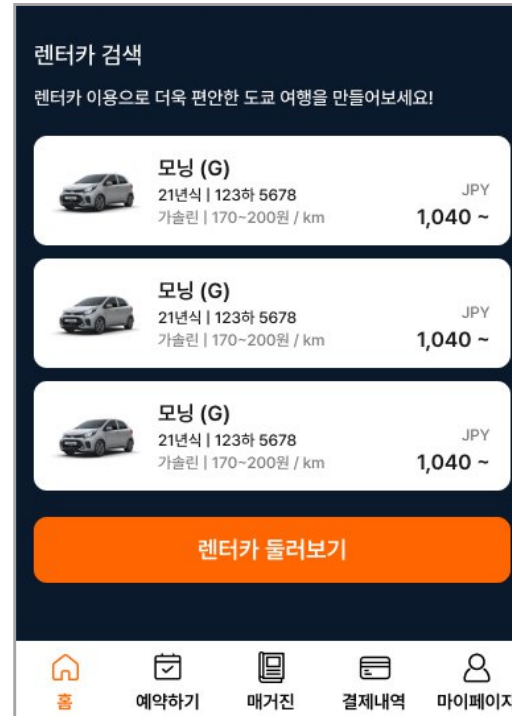 렌터카 검색
렌터카 이용으로 더욱 편안한 도쿄 여행을 만들어보세요!
모닝 (G)
21년식 | 123하 5678
가솔린 | 170~200원 / km
JPY
1,040 ~
모닝 (G)
21년식 | 123하 5678
가솔린 | 170~200원 / km
JPY
1,040 ~
모닝 (G)
21년식 | 123하 5678
가솔린 | 170~200원 / km
JPY
1,040 ~
렌터카 둘러보기
홈 예약하기 매거진 결제내역 마이페이지